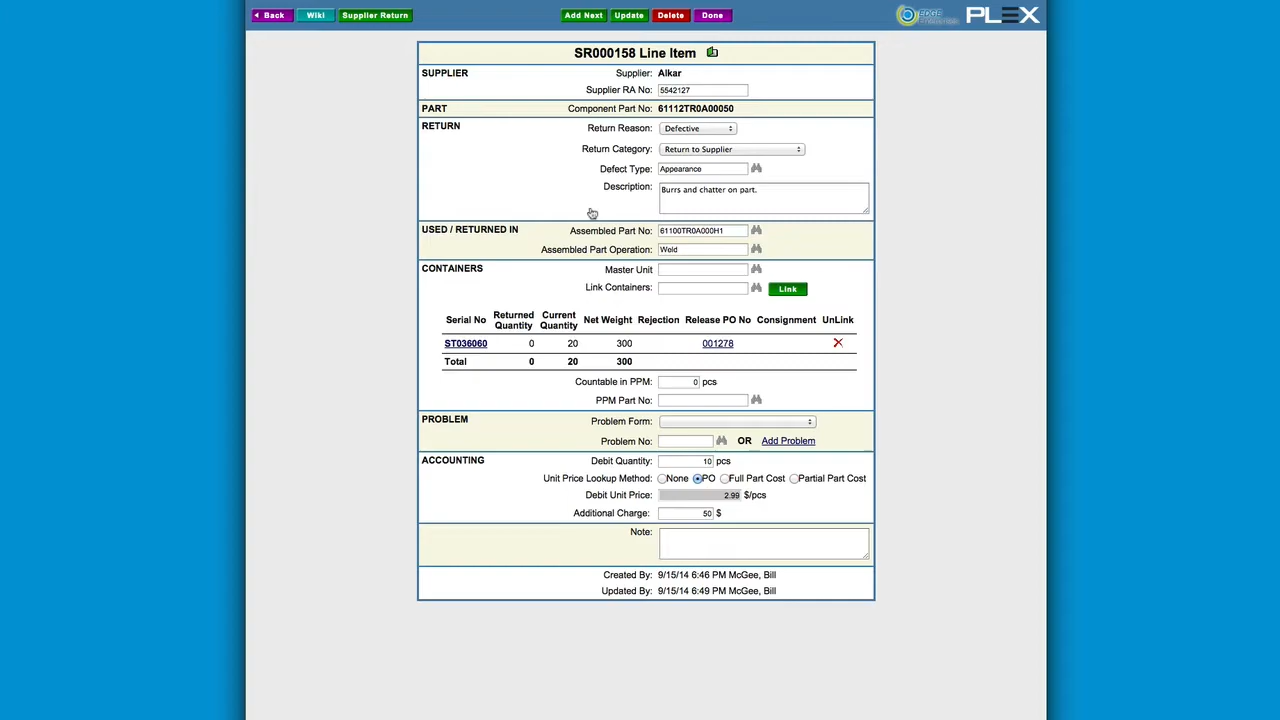 Back Wiki Supplier Return Add Next Update Delete Done EDGE PLEX
SR000158 Line Item
SUPPLIER Supplier: Alkar
Supplier RA No: 5542127
PART Component Part No: 61112TR0A00050
RETURN Return Reason: Defective
Return Category: Return to Supplier
Defect Type: Appearance
Description: Burrs and chatter on part.
USED / RETURNED IN Assembled Part No: 61100TR0A000H1
Assembled Part Operation: Weld
CONTAINERS Master Unit
Link Containers: Link
Serial No Returned Quantity Current Quantity Net Weight Rejection Release PO No Consignment UnLink
ST036060 0 20 300 001278
Total 0 20 300
Countable in PPM: 0 pcs
PPM Part No:
PROBLEM Problem Form:
Problem No: OR Add Problem
ACCOUNTING Debit Quantity: 10 pcs
Unit Price Lookup Method: None PO Full Part Cost Partial Part Cost
Debit Unit Price: 2.99 $/pcs
Additional Charge: 50 $
Note:
Created By: 9/15/14 6:46 PM McGee, Bill
Updated By: 9/15/14 6:49 PM McGee, Bill